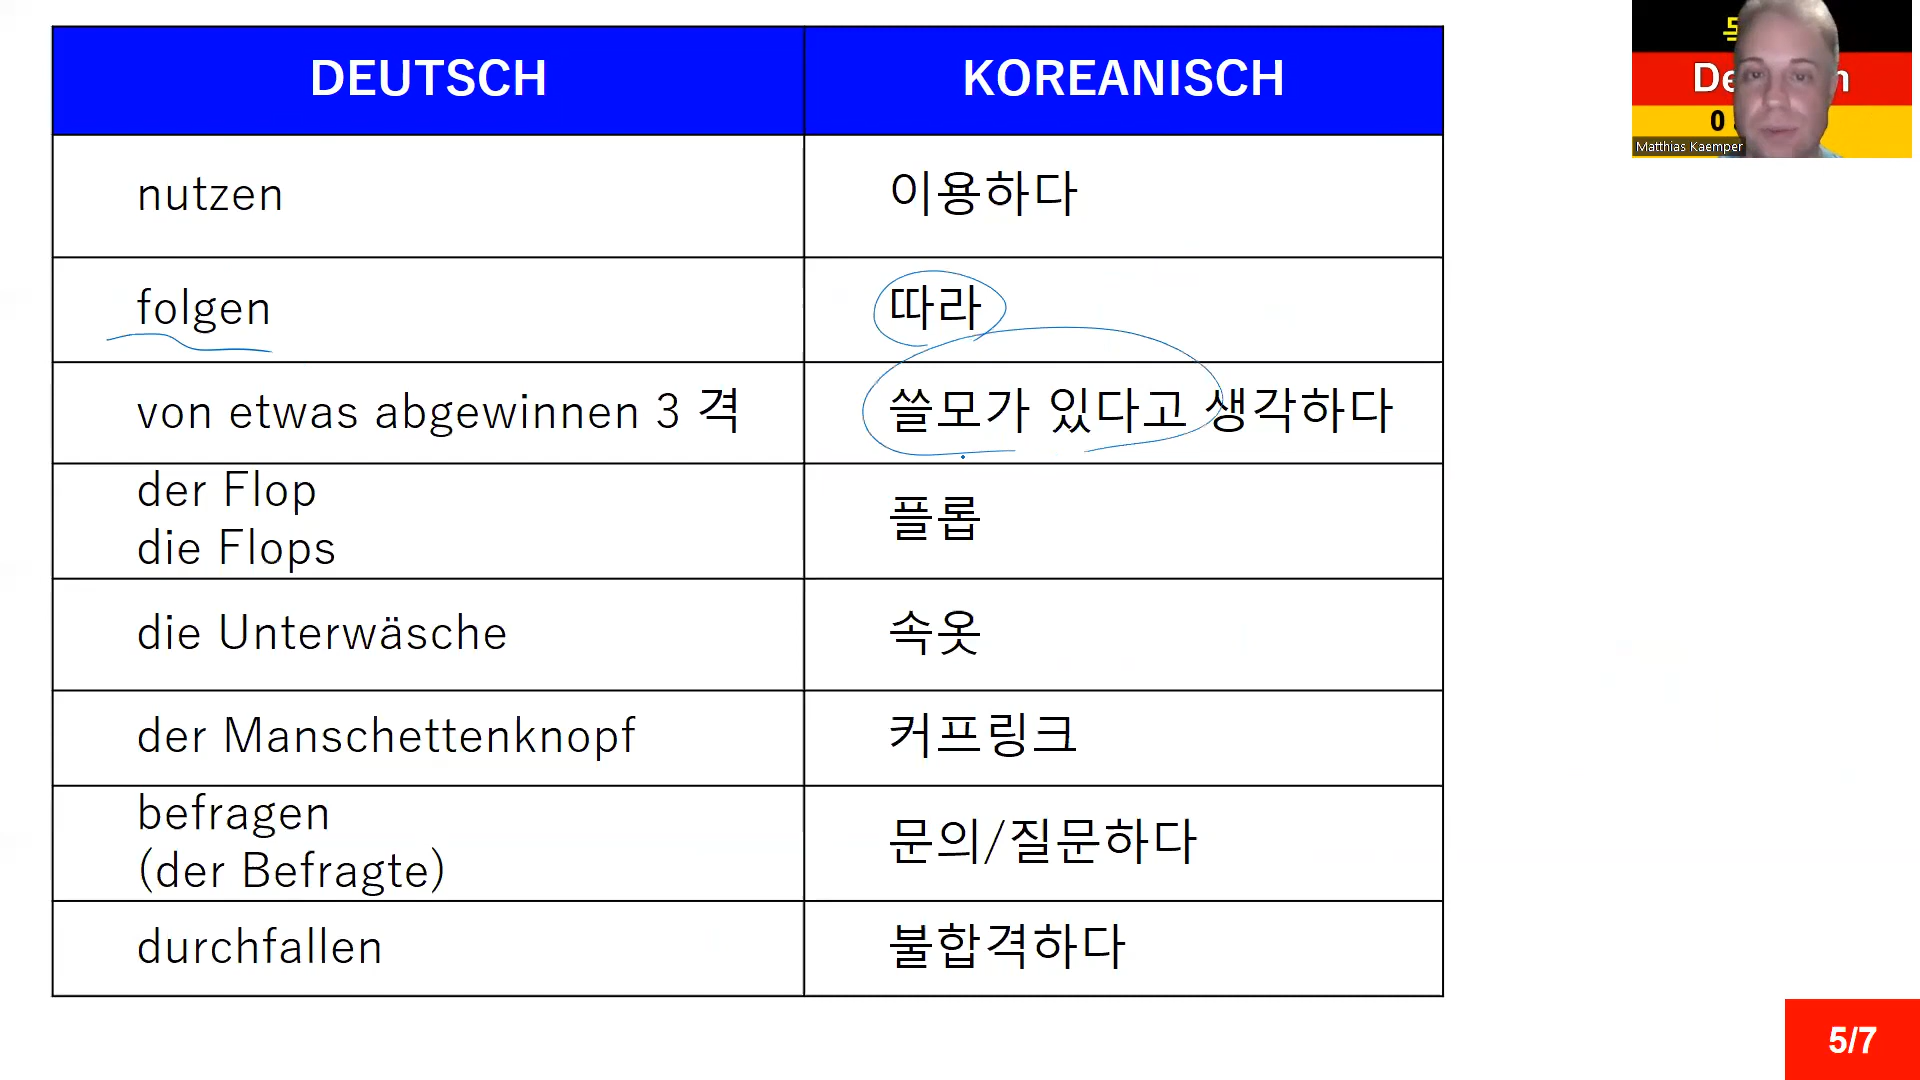 DEUTSCH KOREANISCH
nutzen 이용하다
folgen 따라
von etwas abgewinnen 3 격 쓸모가 있다고 생각하다
der Flop
die Flops
플롭
die Unterwäsche 속옷
der Manschettenknopf 커프링크
befragen
(der Befragte)
문의/질문하다
durchfallen 불합격하다
Matthias Kaemper
5/7